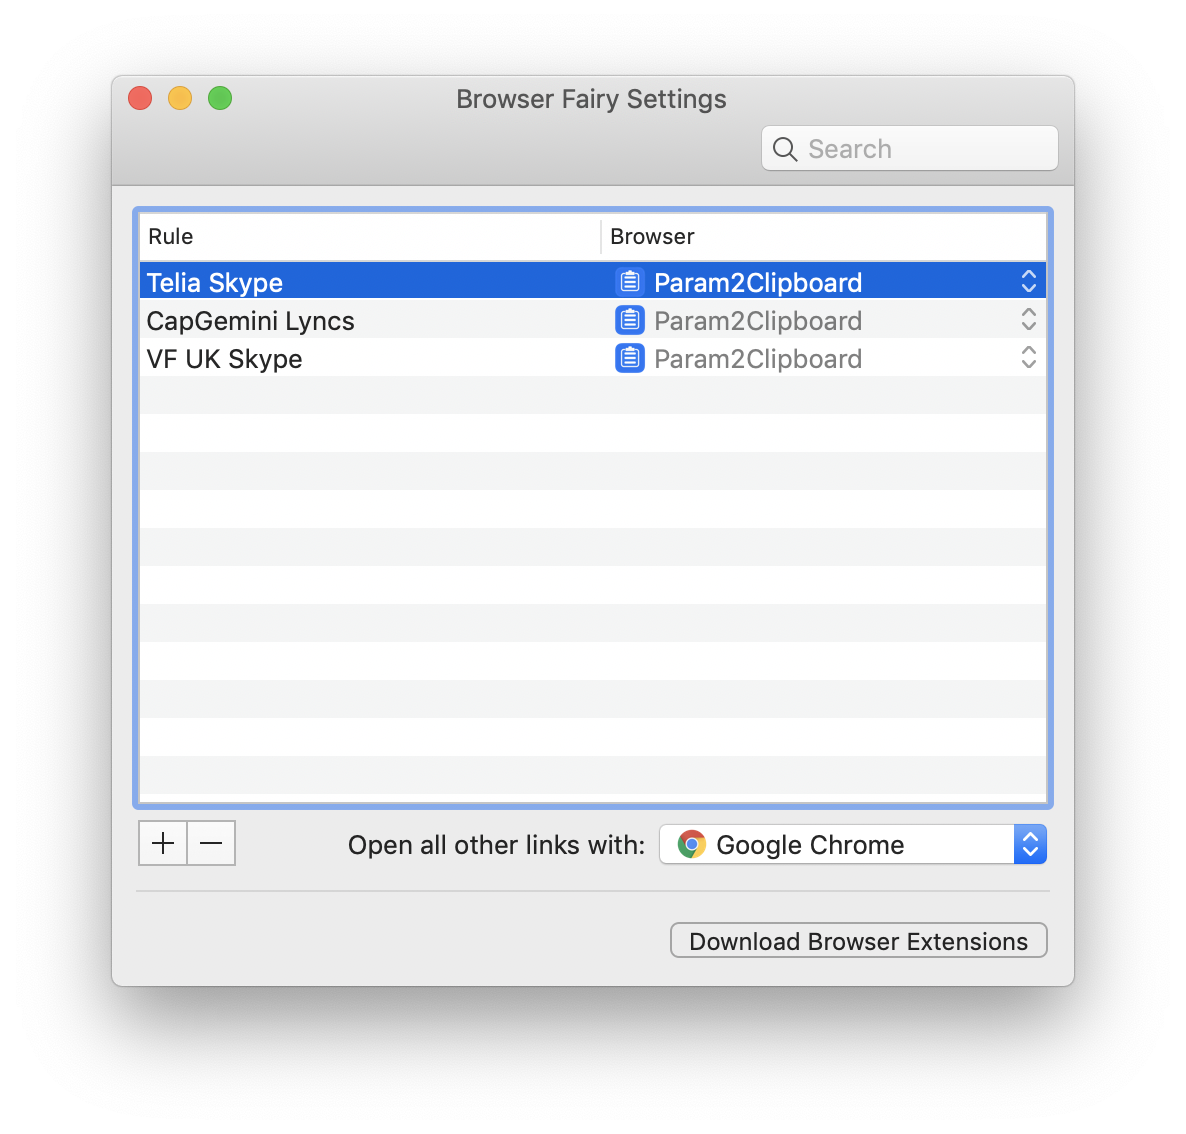 Browser Fairy Settings
Search
Rule Browser
Telia Skype Param2Clipboard
CapGemini Lyncs Param2Clipboard
VF UK Skype Param2Clipboard
Open all other links with: Google Chrome
Download Browser Extensions